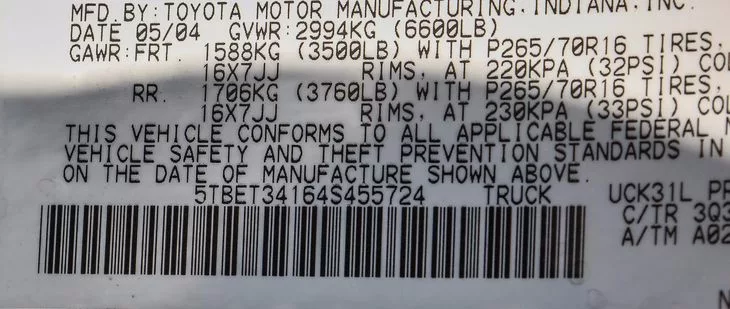 MFD. BY: TOYOTA MOTOR MANUFACTURING, INDIANA, INC.
DATE 05/04 GVWR: 2994KG (6600LB)
GAWR: FRT. 1588KG (3500LB) WITH P265/70R16 TIRES,
16X7JJ RIMS, AT 220KPA (32PSI) COL
RR. 1706KG (3760LB) WITH P265/70R16 TIRES,
16X7JJ RIMS, AT 230KPA (33PSI) COL
THIS VEHICLE CONFORMS TO ALL APPLICABLE FEDERAL M
VEHICLE SAFETY AND THEFT PREVENTION STANDARDS IN
ON THE DATE OF MANUFACTURE SHOWN ABOVE.
5TBET34164S455724 TRUCK UCK31L PR
C/TR 3Q3
A/TM A02
N